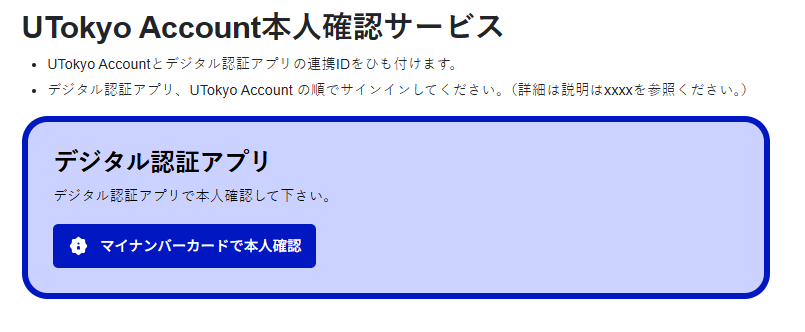 UTokyo Account本人確認サービス
• UTokyo Accountとデジタル認証アプリの連携IDをひも付けます。
• デジタル認証アプリ、UTokyo Account の順でサインインしてください。（詳細は説明はxxxxを参照ください。）
デジタル認証アプリ
デジタル認証アプリで本人確認して下さい。
マイナンバーカードで本人確認